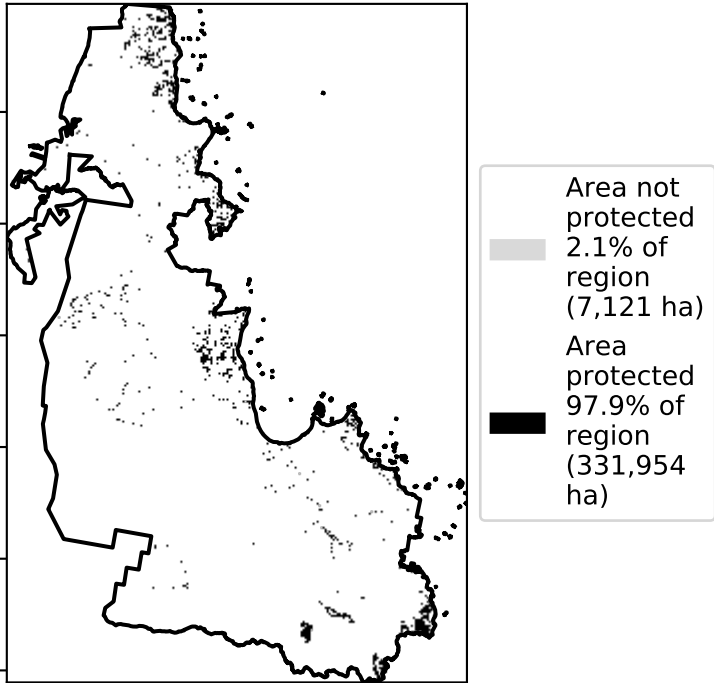 Area not
protected
2.1% of
region
(7,121 ha)
Area
protected
97.9% of
region
(331,954
ha)